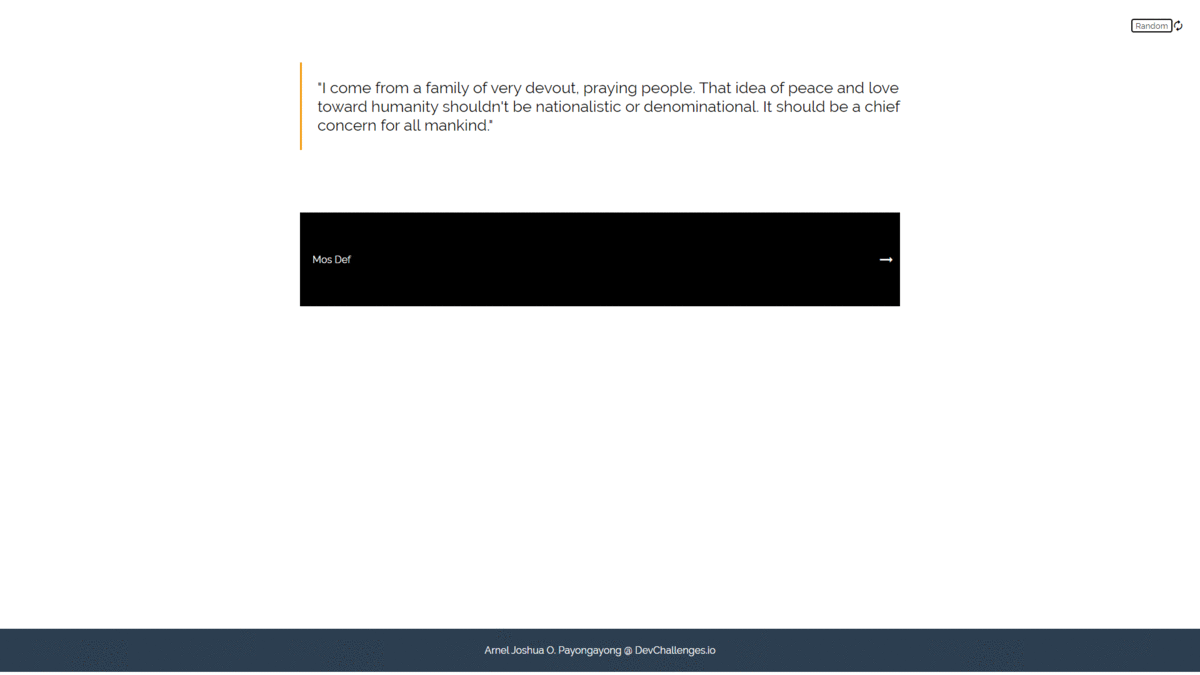 Random
"I come from a family of very devout, praying people. That idea of peace and love
toward humanity shouldn't be nationalistic or denominational. It should be a chief
concern for all mankind."
Mos Def
Arnel Joshua O. Payongayong @ DevChallenges.io